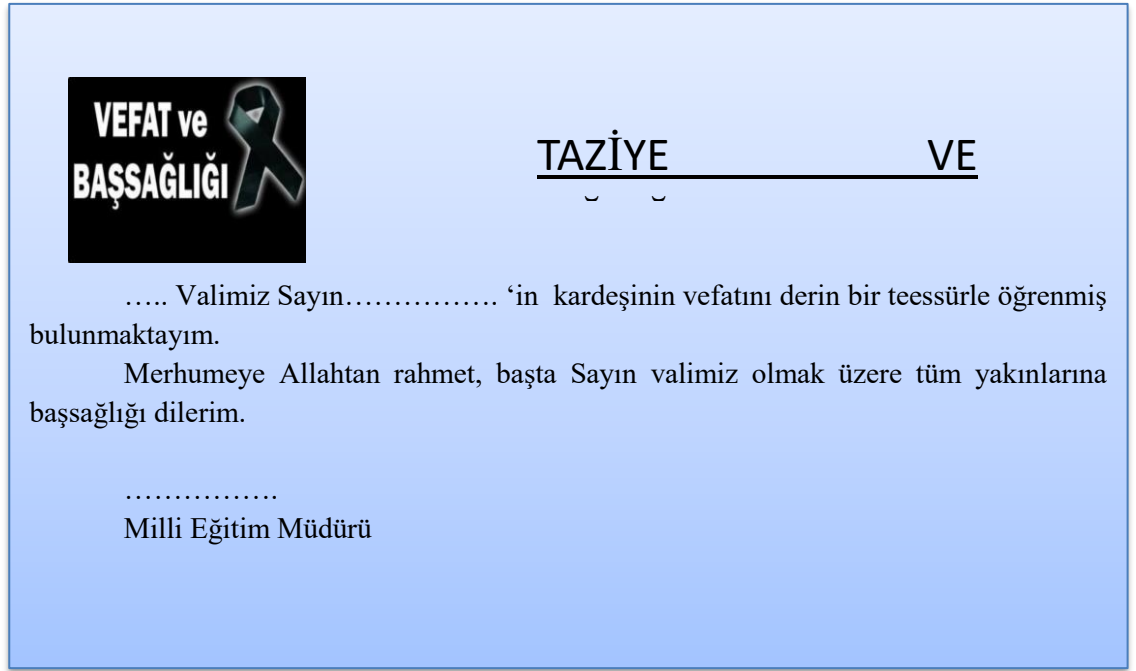 VEFAT ve
BAŞSAĞLIĞI
TAZİYE VE
….. Valimiz Sayın……………. ‘in kardeşinin vefatını derin bir teessürle öğrenmiş
bulunmaktayım.
Merhumeye Allahtan rahmet, başta Sayın valimiz olmak üzere tüm yakınlarına
başsağlığı dilerim.
…………….
Milli Eğitim Müdürü